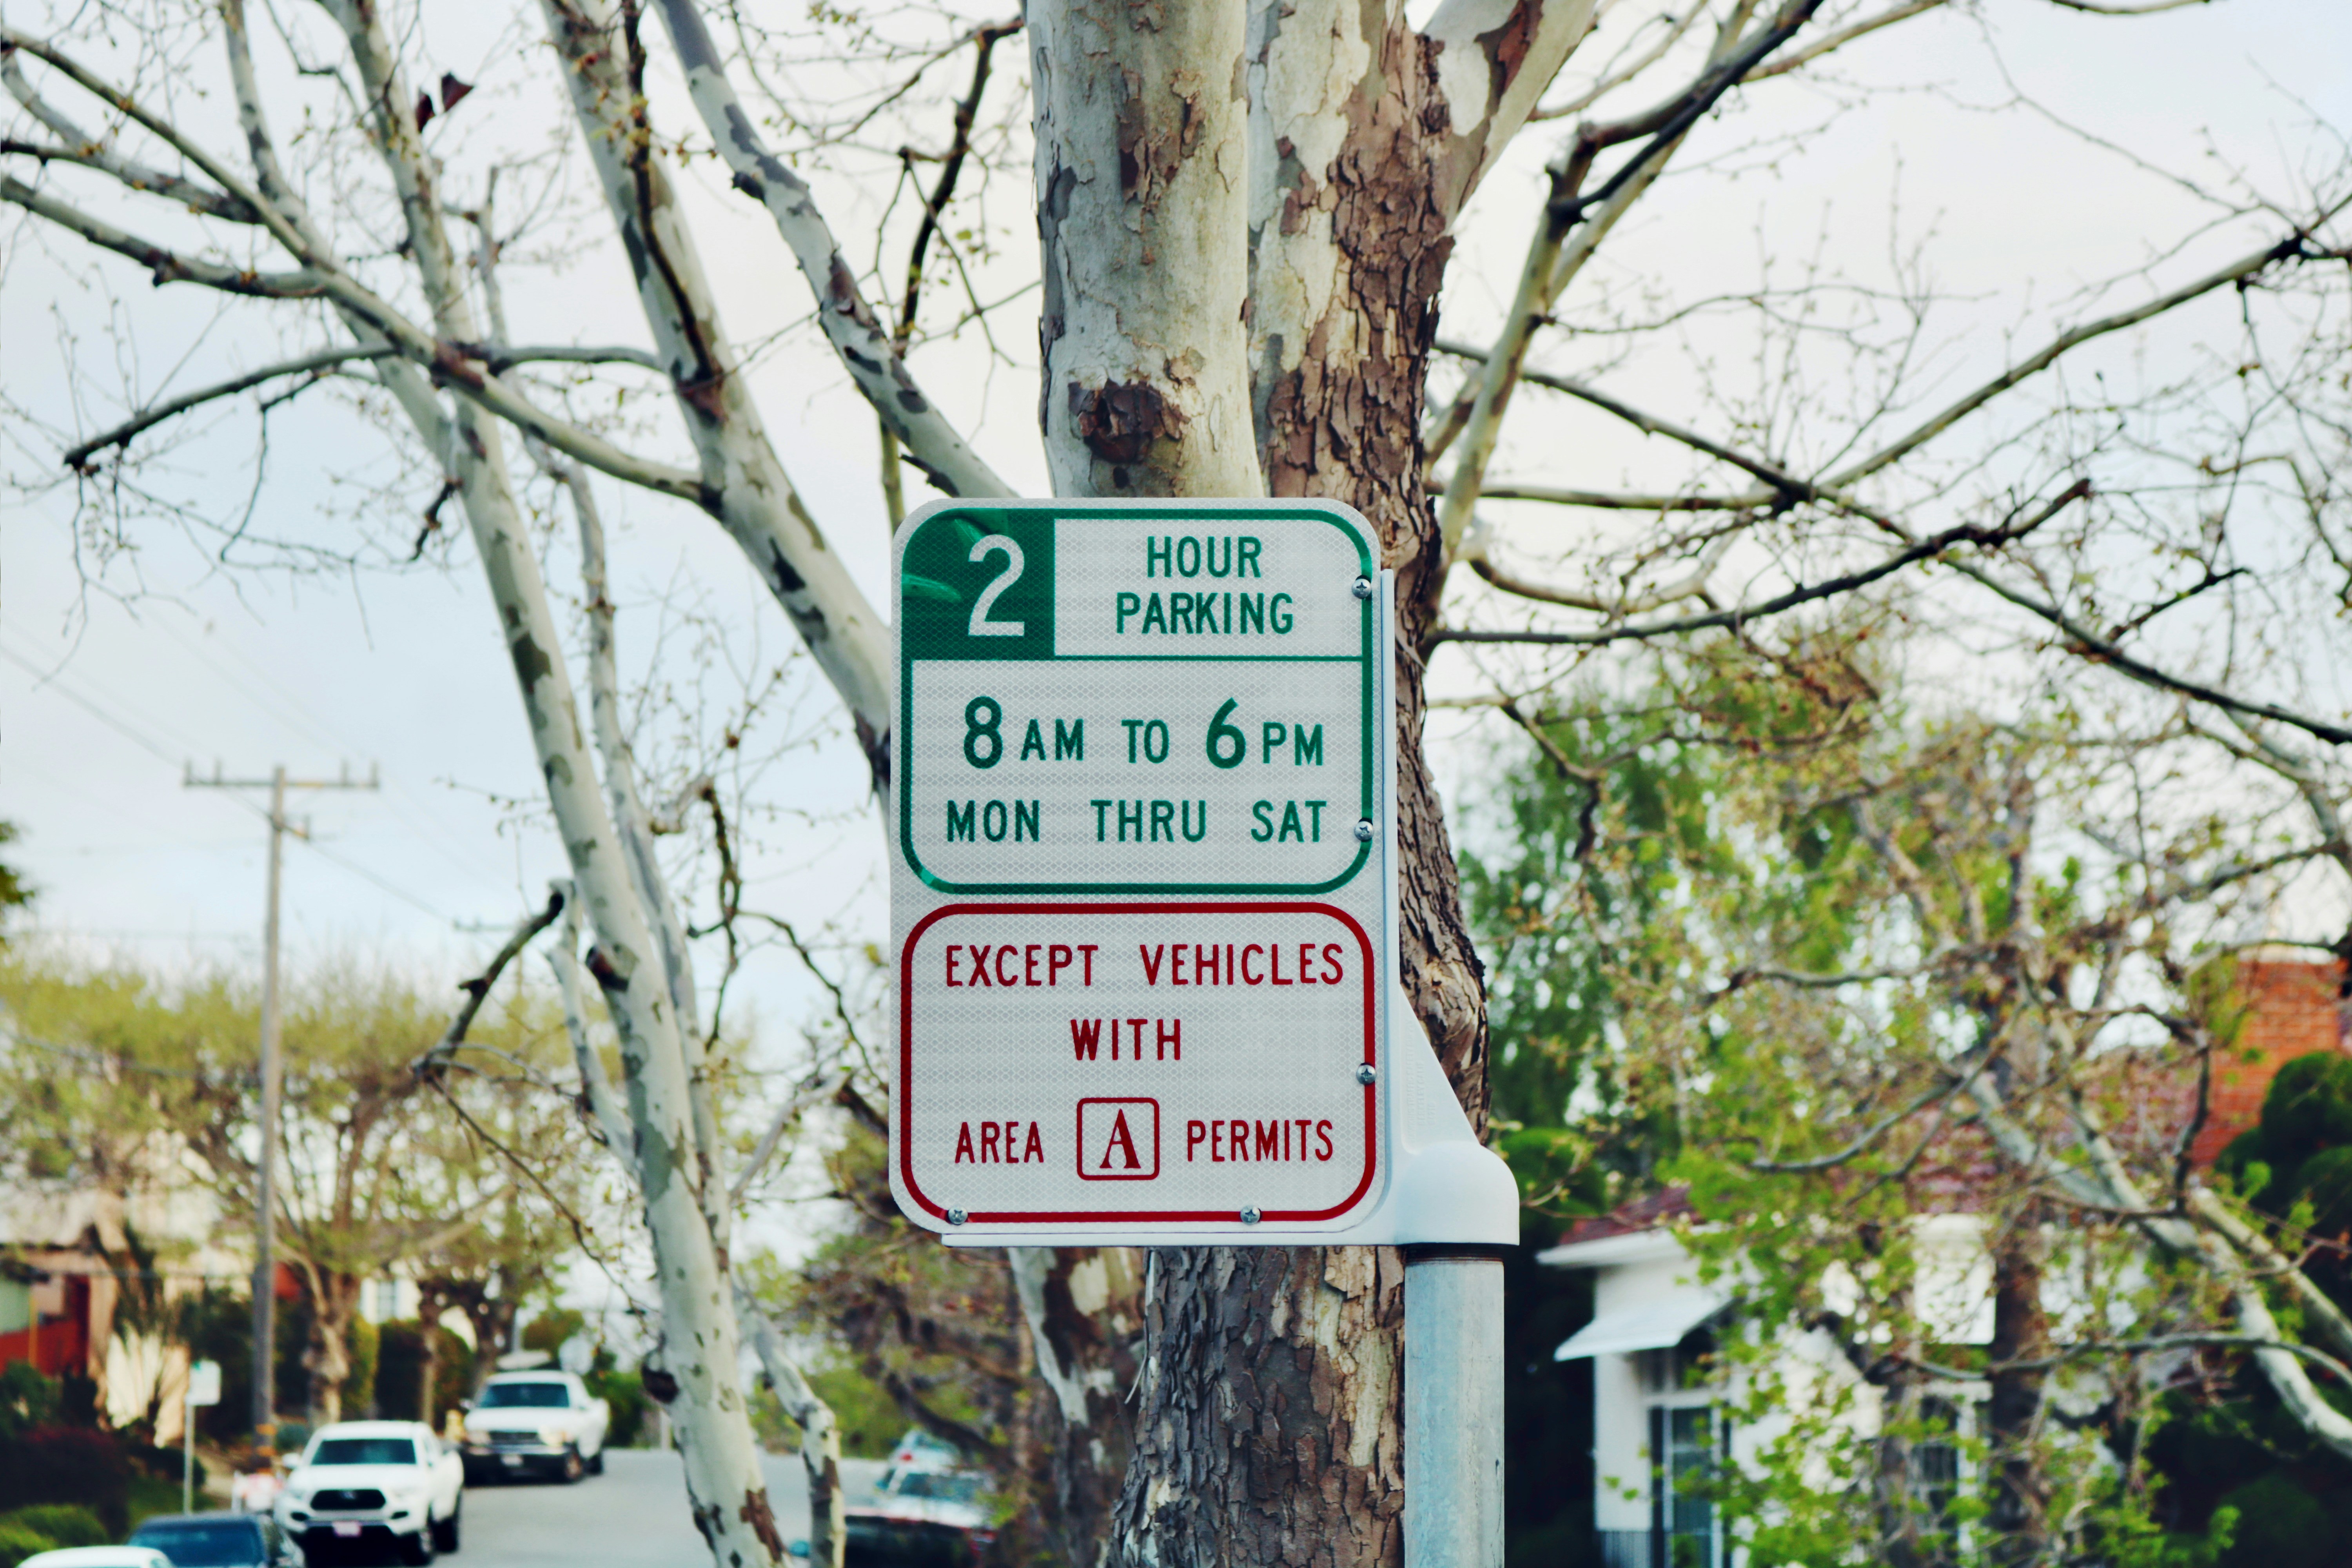 2 HOUR
PARKING
8 AM TO 6 PM
MON THRU SAT
EXCEPT VEHICLES
WITH
AREA A PERMITS